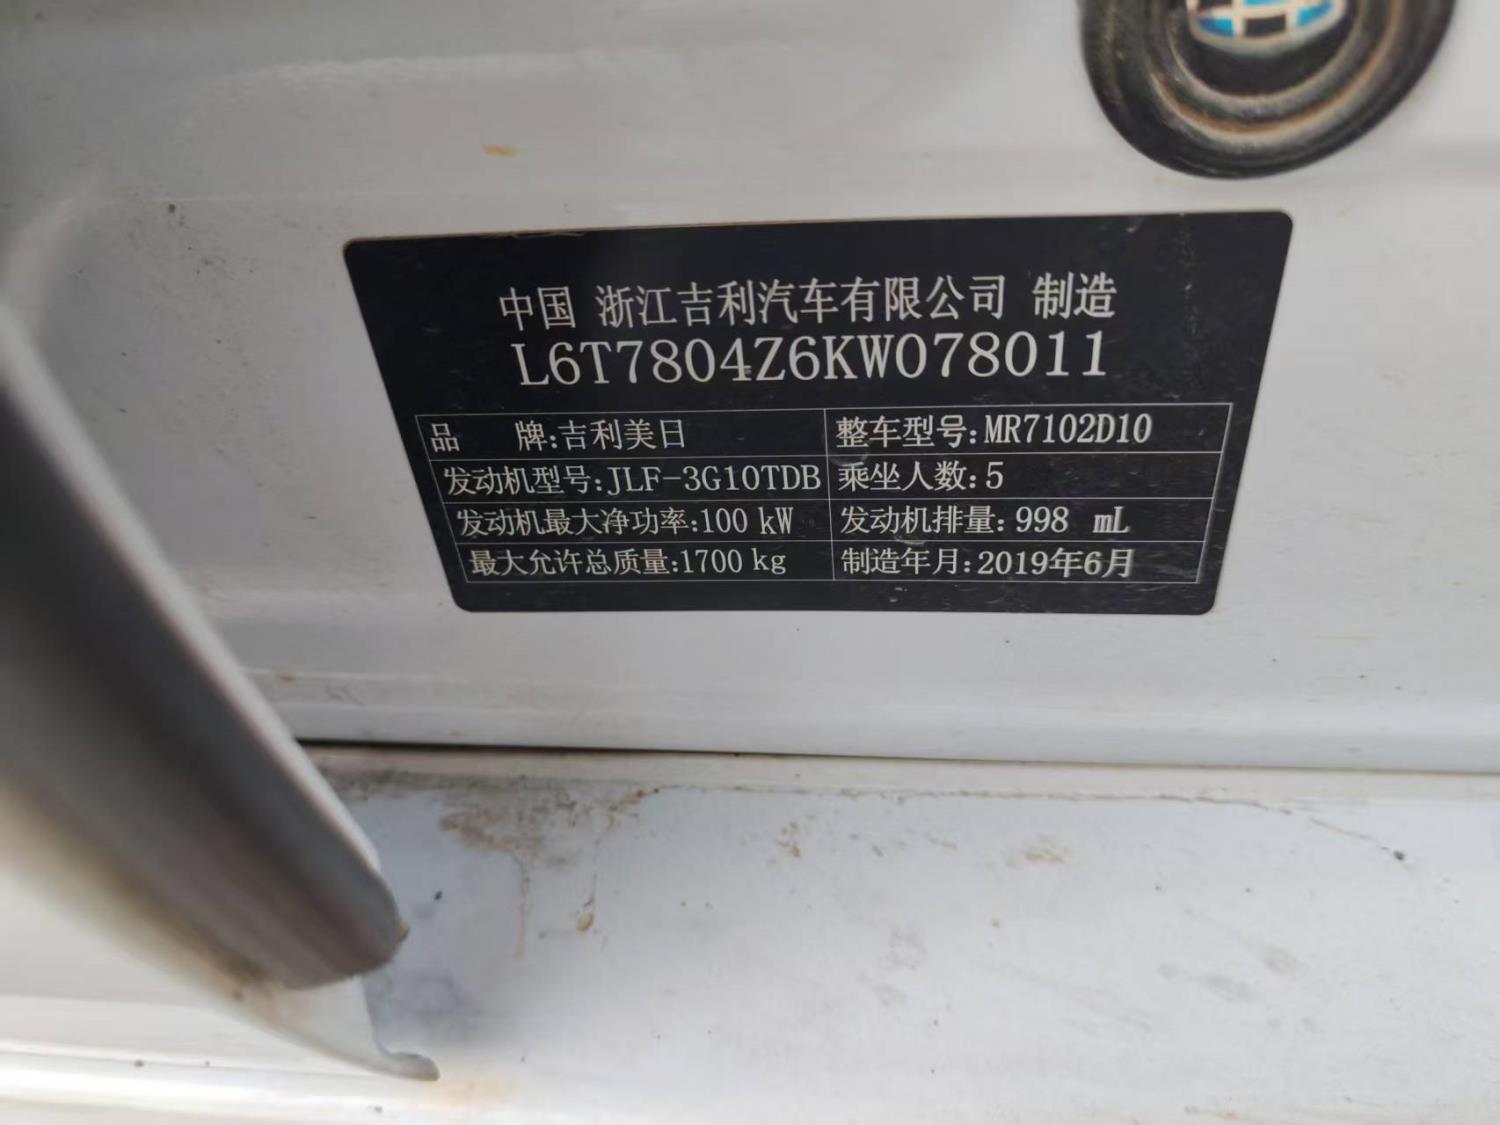 中国 浙江吉利汽车有限公司 制造
L6T7804Z6KW078011
品 牌:吉利美日 整车型号:MR7102D10
发动机型号:JLF-3G10TDB 乘坐人数:5
发动机最大净功率:100 kW 发动机排量:998 mL
最大允许总质量:1700 kg 制造年月:2019年6月